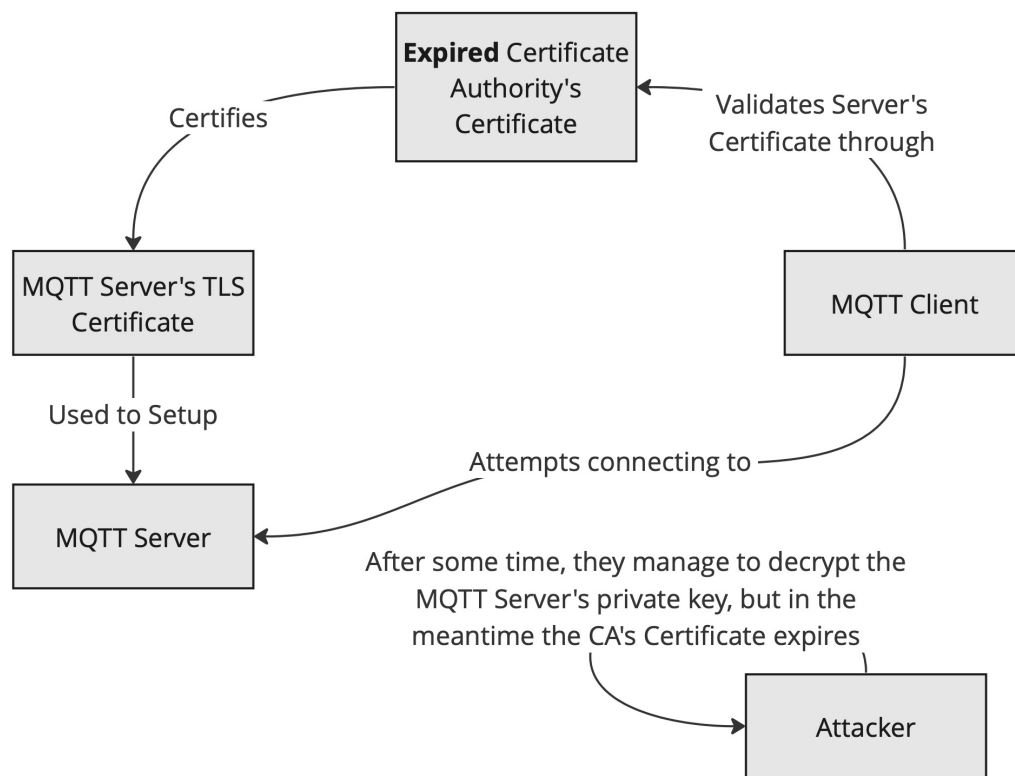 Expired Certificate
Authority's
Certificate
Certifies
Validates Server's
Certificate through
MQTT Server's TLS
Certificate
MQTT Client
Used to Setup
Attempts connecting to
MQTT Server
After some time, they manage to decrypt the
MQTT Server's private key, but in the
meantime the CA's Certificate expires
Attacker